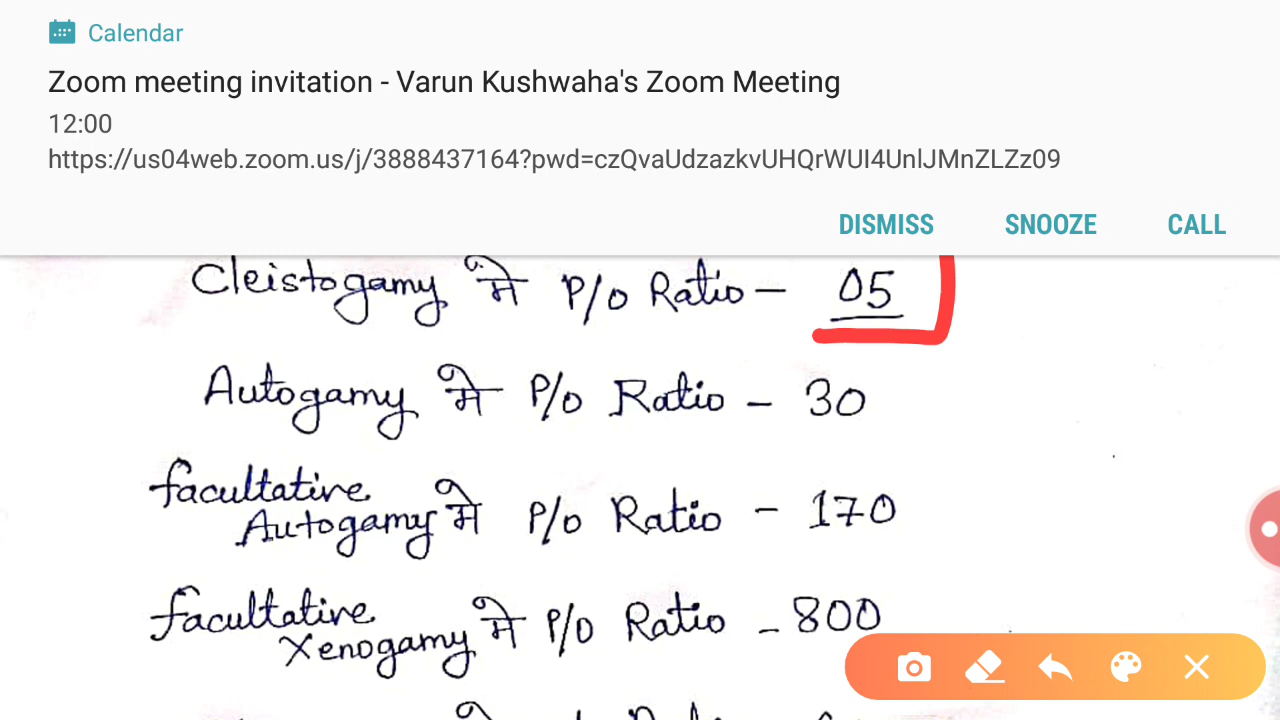 Calendar
Zoom meeting invitation - Varun Kushwaha's Zoom Meeting
12:00
https://us04web.zoom.us/j/3888437164?pwd=czQvaUdzazkvUHQrWUI4UnlJMnZLZz09
DISMISS SNOOZE CALL
Cleistogamy में P/O Ratio – 05
Autogamy में P/O Ratio – 30
facultative
Autogamy में P/O Ratio – 170
facultative
Xenogamy में P/O Ratio – 800